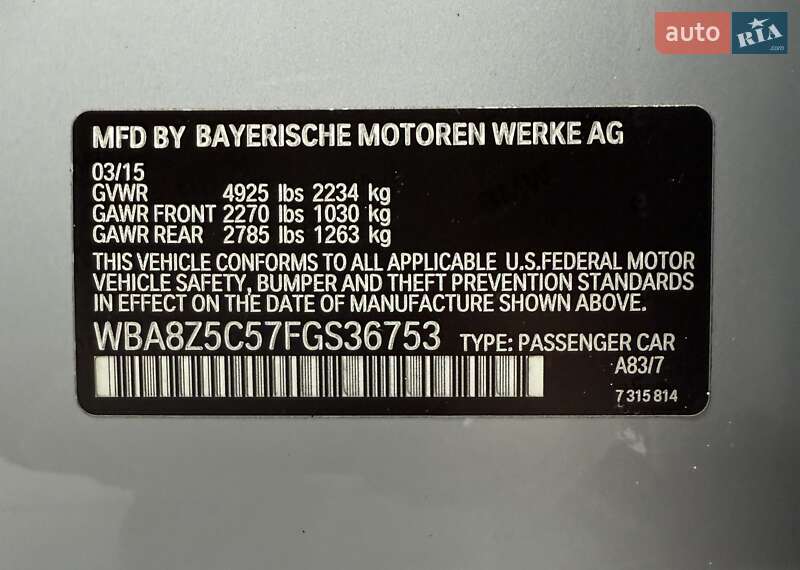 auto RIA .com
MFD BY BAYERISCHE MOTOREN WERKE AG
03/15
GVWR 4925 lbs 2234 kg
GAWR FRONT 2270 lbs 1030 kg
GAWR REAR 2785 lbs 1263 kg
THIS VEHICLE CONFORMS TO ALL APPLICABLE U.S.FEDERAL MOTOR
VEHICLE SAFETY, BUMPER AND THEFT PREVENTION STANDARDS
IN EFFECT ON THE DATE OF MANUFACTURE SHOWN ABOVE.
WBA8Z5C57FGS36753 TYPE: PASSENGER CAR
A83/7
7 315 814